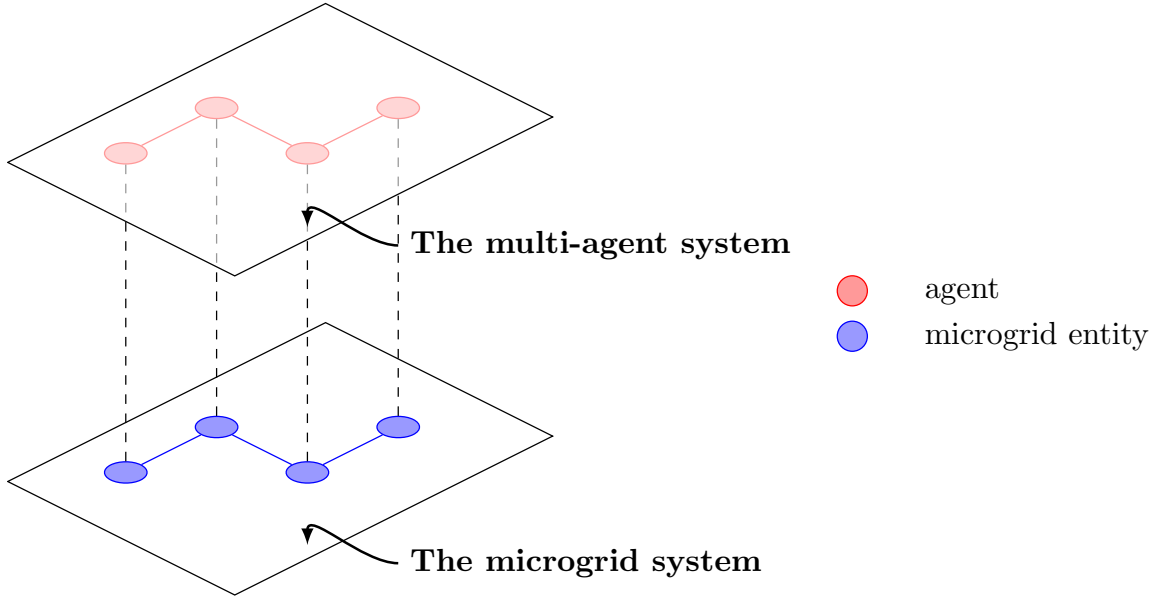 The multi-agent system
agent
microgrid entity
The microgrid system